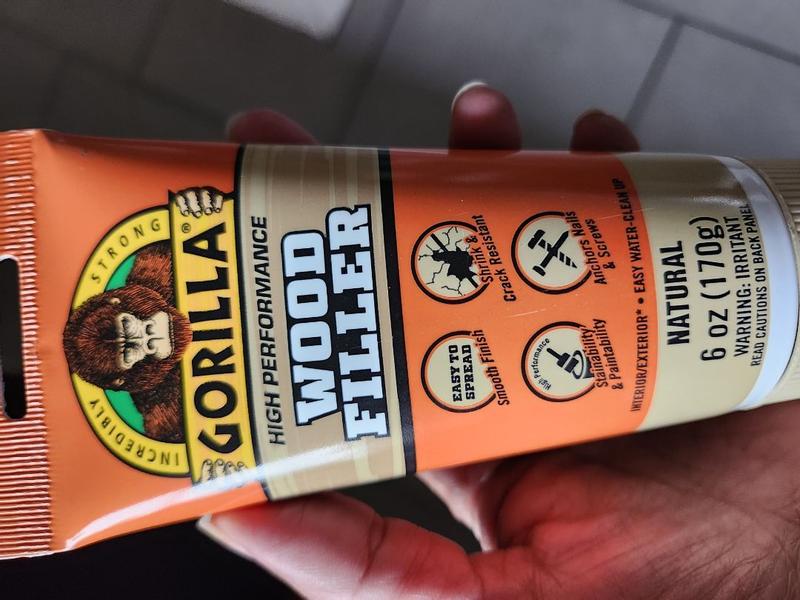 INCREDIBLY STRONG
GORILLA®
HIGH PERFORMANCE
WOOD
FILLER
Shrink &
Crack Resistant
Anchors Nails
& Screws
EASY TO
SPREAD
Smooth Finish
High Performance
Stainability
& Paintability
INTERIOR/EXTERIOR* • EASY WATER-CLEAN UP
NATURAL
6 oz (170g)
WARNING: IRRITANT
READ CAUTIONS ON BACK PANEL